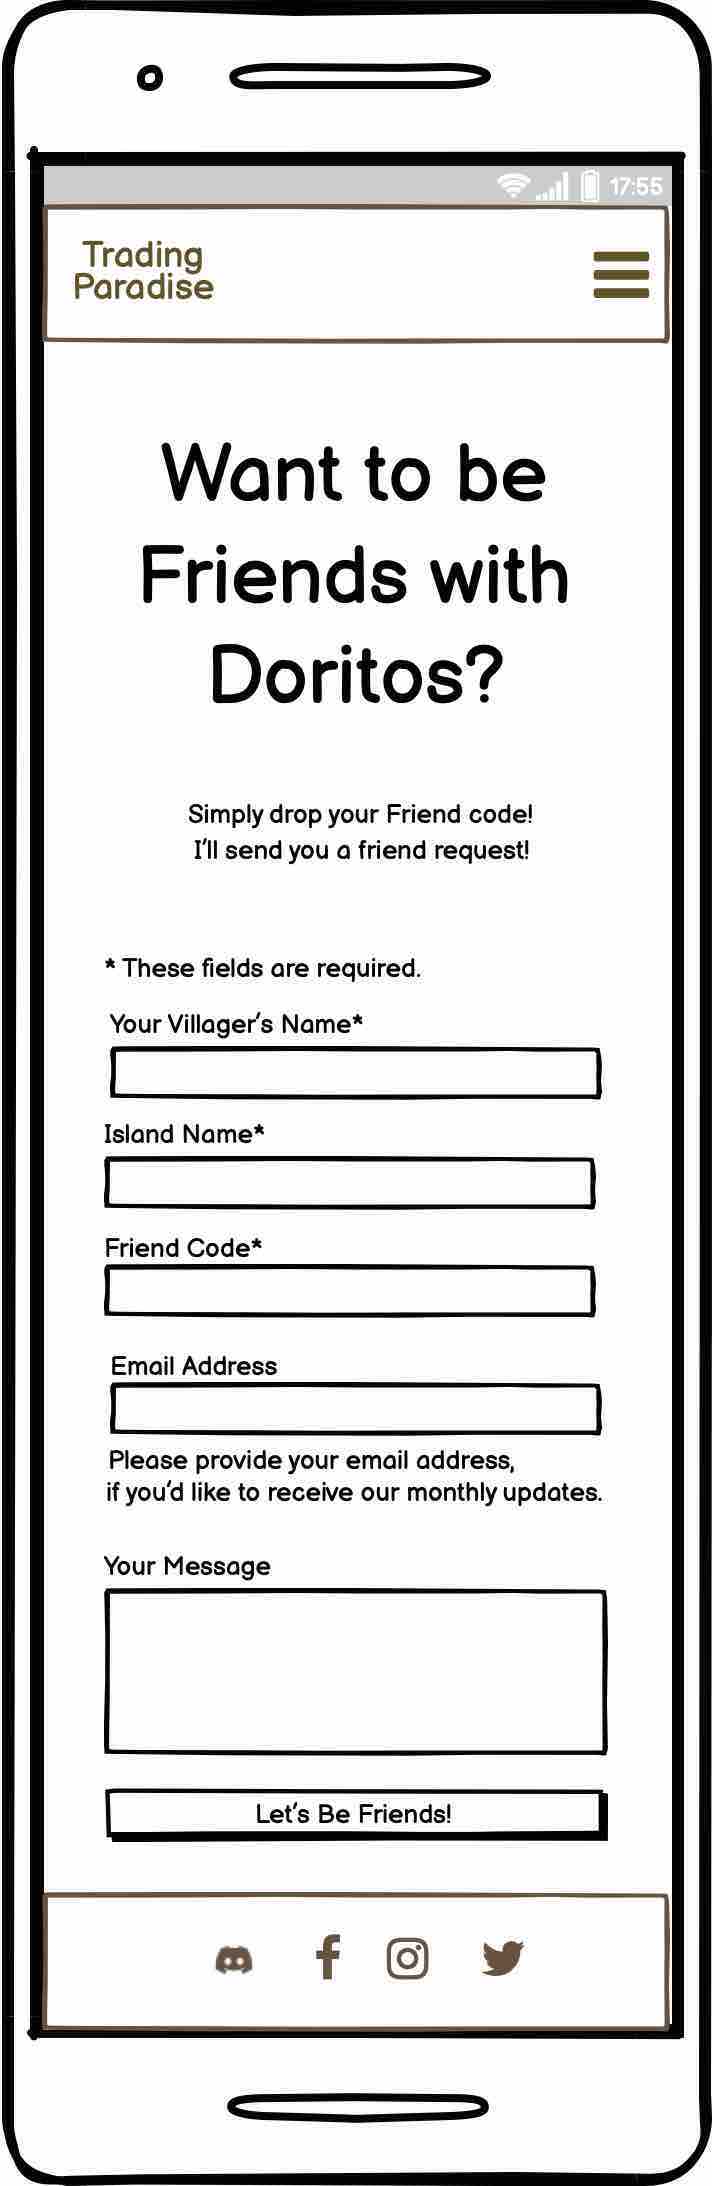 17:55
Trading
Paradise
Want to be
Friends with
Doritos?
Simply drop your Friend code!
I'll send you a friend request!
* These fields are required.
Your Villager's Name*
Island Name*
Friend Code*
Email Address
Please provide your email address,
if you'd like to receive our monthly updates.
Your Message
Let's Be Friends!